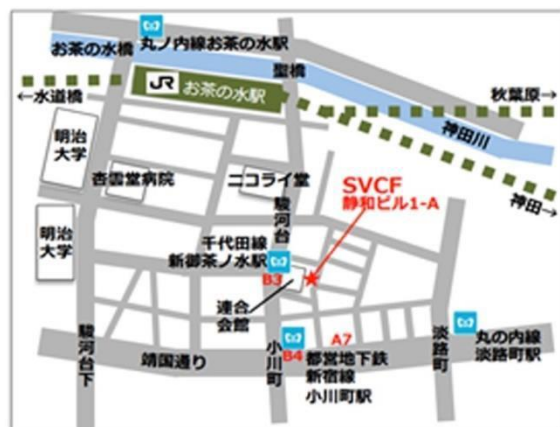 丸ノ内線お茶の水駅
お茶の水橋
聖橋
JR お茶の水駅
←水道橋
秋葉原→
神田川
神田→
明治
大学
杏雲堂病院
ニコライ堂
SVCF
静和ビル1-A
駿河台
明治
大学
千代田線
新御茶ノ水駅
B3
連合
会館
駿河台下
靖国通り
小川町
B4
A7
都営地下鉄
新宿線
小川町駅
淡路町
丸の内線
淡路町駅